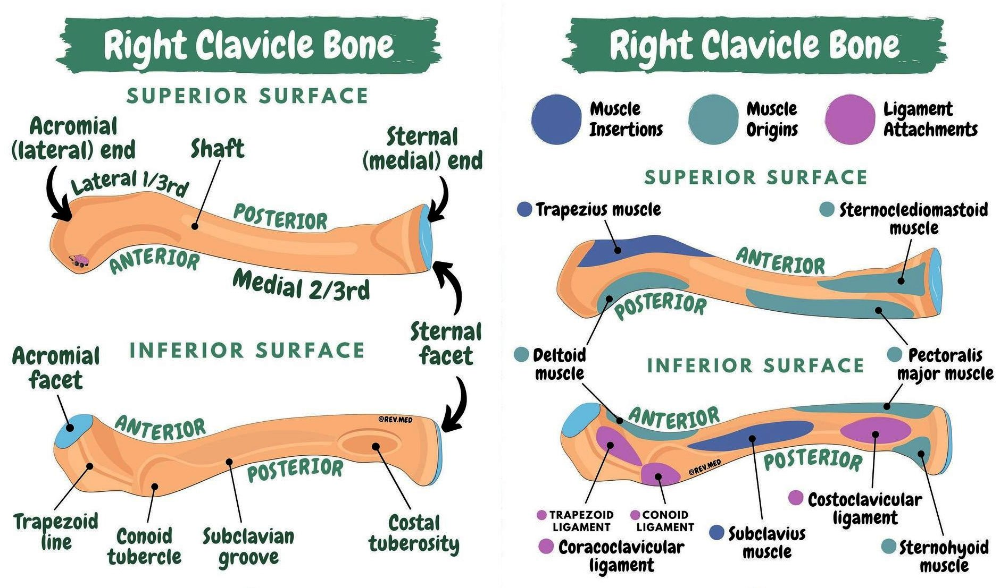 Right Clavicle Bone
SUPERIOR SURFACE
Acromial
(lateral) end
Shaft
Sternal
(medial) end
Lateral 1/3rd
POSTERIOR
ANTERIOR
Medial 2/3rd
Sternal
facet
INFERIOR SURFACE
Acromial
facet
@REV.MED
ANTERIOR
POSTERIOR
Trapezoid
line
Conoid
tubercle
Subclavian
groove
Costal
tuberosity
Right Clavicle Bone
Muscle
Insertions
Muscle
Origins
Ligament
Attachments
SUPERIOR SURFACE
Trapezius muscle
Sternoclediomastoid
muscle
ANTERIOR
POSTERIOR
Deltoid
muscle
Pectoralis
major muscle
INFERIOR SURFACE
ANTERIOR
POSTERIOR
@REV.MED
TRAPEZOID
LIGAMENT
CONOID
LIGAMENT
Coracoclavicular
ligament
Subclavius
muscle
Costoclavicular
ligament
Sternohyoid
muscle